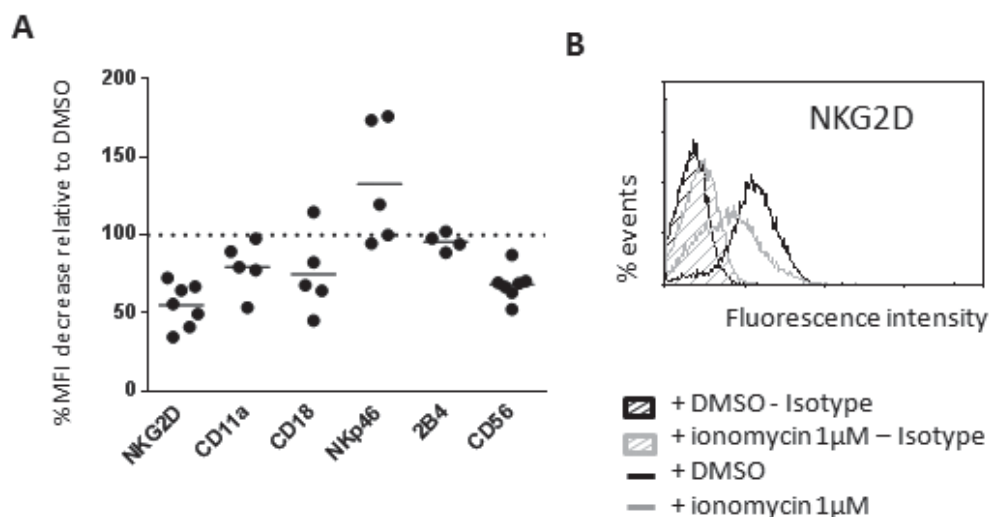 A
% MFI decrease relative to DMSO
200
150
100
50
0
NKG2D
CD11a
CD18
NKp46
2B4
CD56
B
NKG2D
% events
Fluorescence intensity
+ DMSO - Isotype
+ ionomycin 1µM – Isotype
+ DMSO
+ ionomycin 1µM